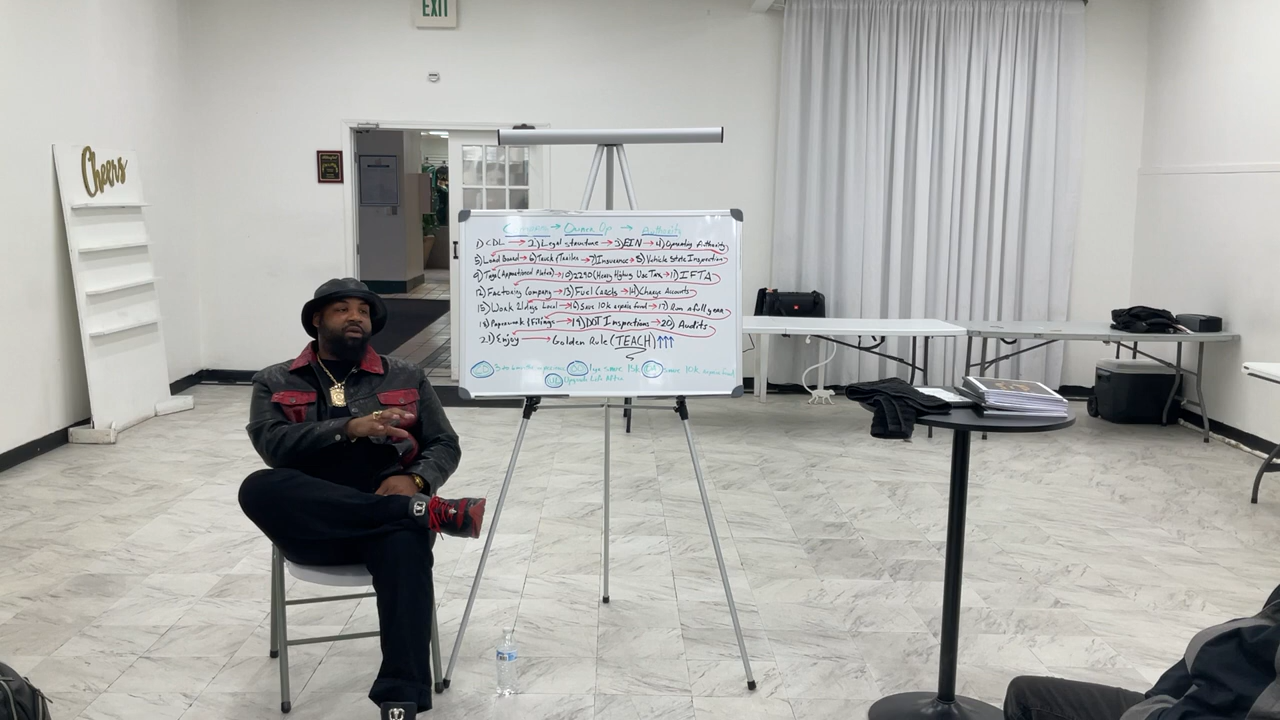 EXIT
Cheers
Company → Owner Op → Authority
1) CDL → 2) Legal structure → 3) EIN → 4) Operating Authority
5) Load Board → 6) Truck & Trailer → 7) Insurance → 8) Vehicle State Inspection
9) Tags (Apportioned Plates) → 10) 2290 (Heavy Highway Use Tax → 11) IFTA
12) Factoring Company → 13) Fuel Cards → 14) Charge Accounts
15) Work 21 days Local → 16) Save 10k repair fund → 17) Run a full year
18) Paperwork & Filings → 19) DOT Inspections → 20) Audits
21) Enjoy → Golden Rule (TEACH) ↑↑↑